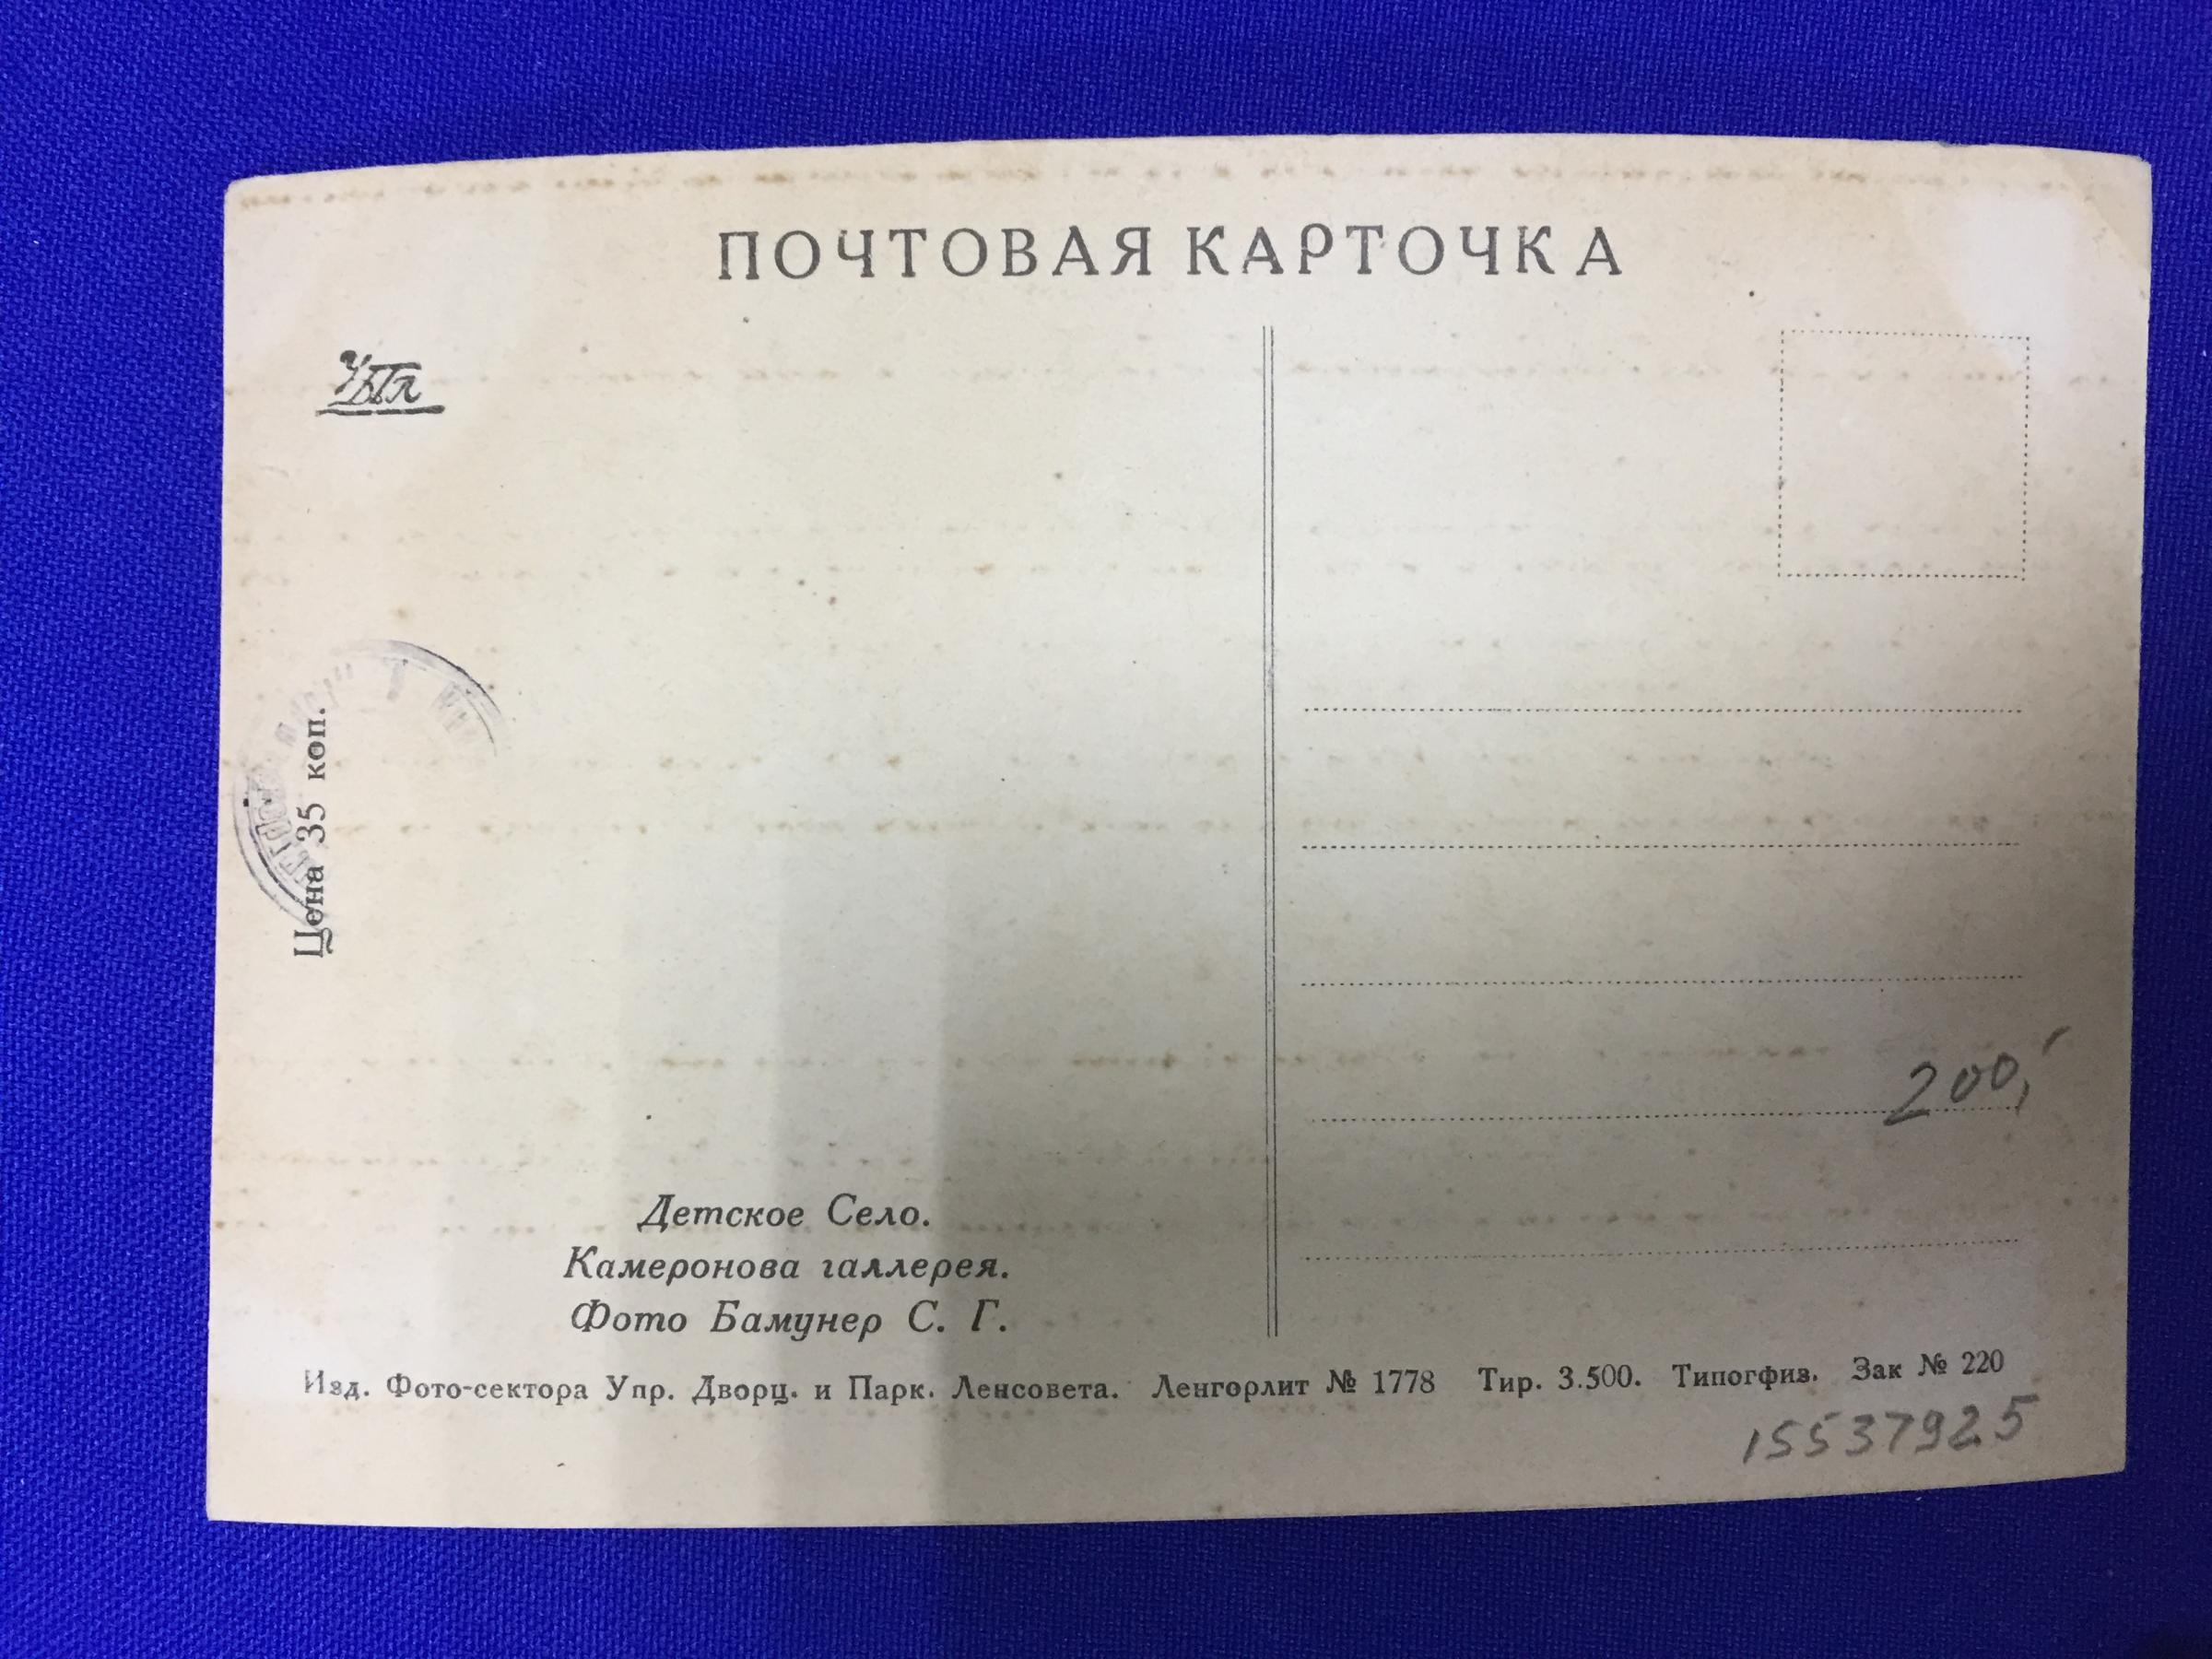 ПОЧТОВАЯ КАРТОЧКА
Цена 35 коп.
200,
Детское Село.
Камеронова галлерея.
Фото Бамунер С. Г.
Изд. Фото-сектора Упр. Дворц. и Парк. Ленсовета. Ленгорлит № 1778 Тир. 3.500. Типогфиз. Зак № 220
15537925